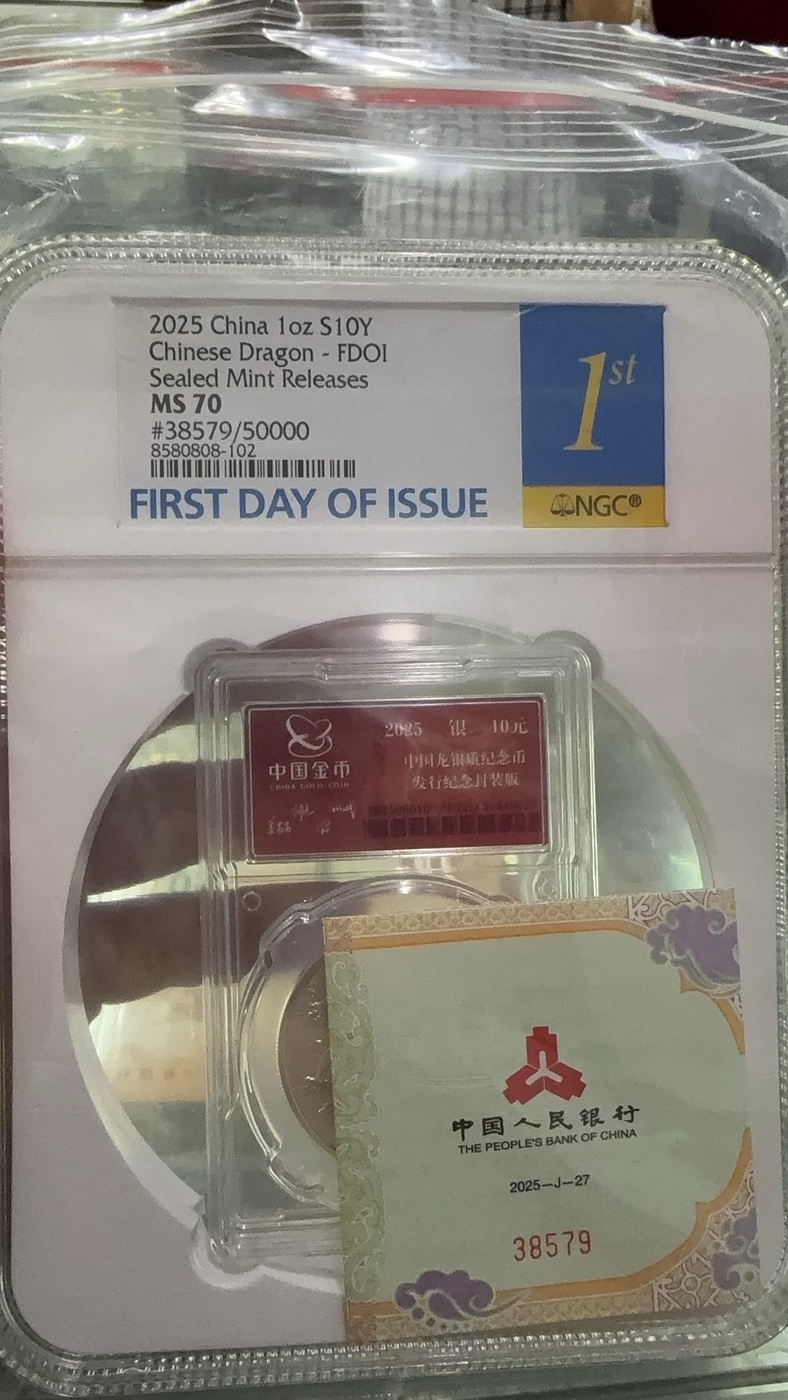 2025 China 1oz S10Y
Chinese Dragon - FDOI
Sealed Mint Releases
MS 70
#38579/50000
8580808-102
FIRST DAY OF ISSUE
1st
NGC®
中国金币
CHINA GOLD COIN
2025 银 10元
中国龙银质纪念币
发行纪念封装版
中国人民银行
THE PEOPLE'S BANK OF CHINA
2025—J—27
38579